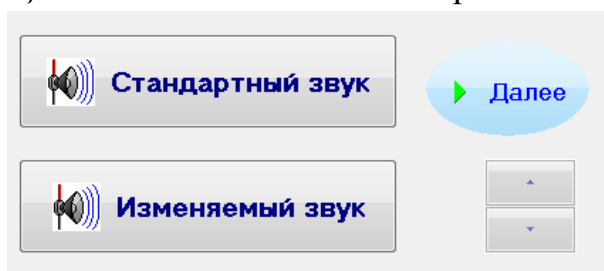 Стандартный звук
Далее
Изменяемый звук